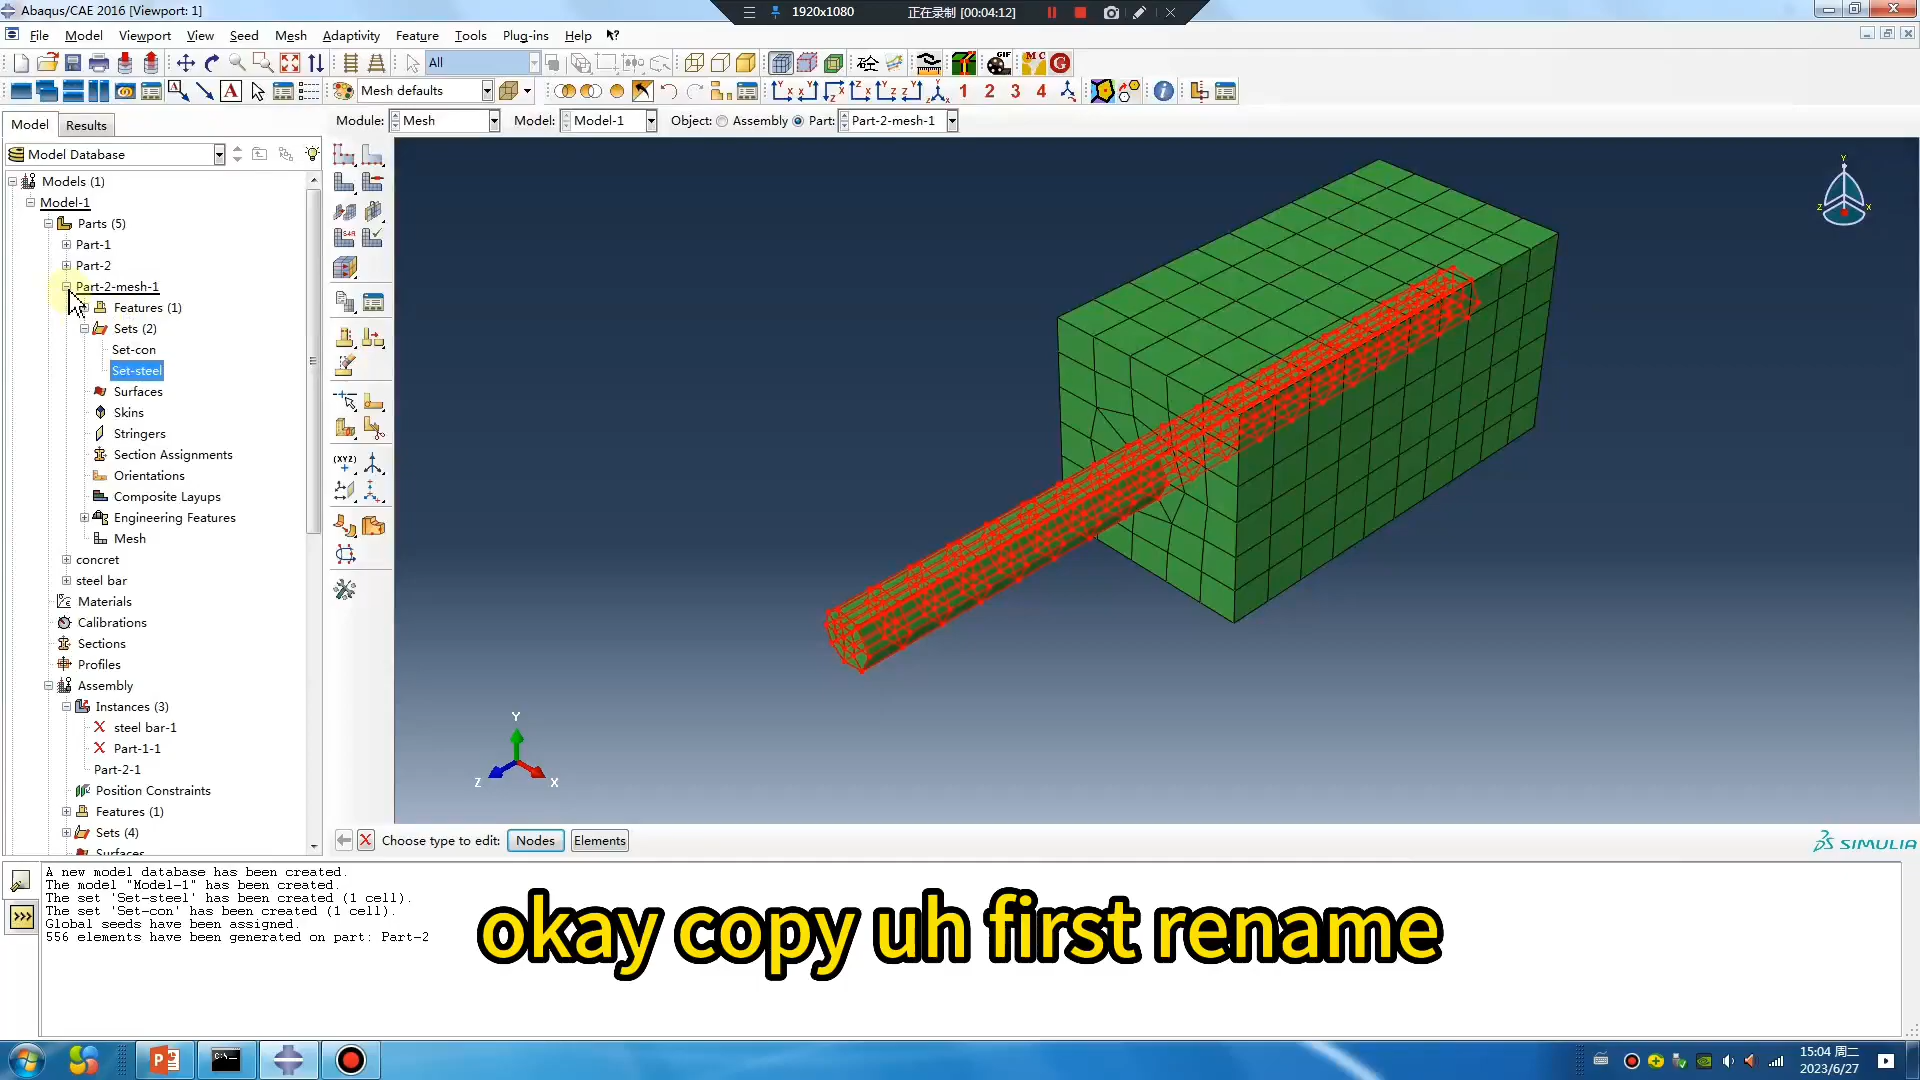 Abaqus/CAE 2016 [Viewport: 1]
1920x1080
正在录制 [00:04:12]
File Model Viewport View Seed Mesh Adaptivity Feature Tools Plug-ins Help
All
Mesh defaults
1 2 3 4
Model Results
Module: Mesh Model: Model-1 Object: Assembly Part: Part-2-mesh-1
Model Database
Models (1)
Model-1
Parts (5)
Part-1
Part-2
Part-2-mesh-1
Features (1)
Sets (2)
Set-con
Set-steel
Surfaces
Skins
Stringers
Section Assignments
Orientations
Composite Layups
Engineering Features
Mesh
concret
steel bar
Materials
Calibrations
Sections
Profiles
Assembly
Instances (3)
steel bar-1
Part-1-1
Part-2-1
Position Constraints
Features (1)
Sets (4)
Surfaces
(XYZ)
Y
Z X
Y
Z X
Choose type to edit: Nodes Elements
SIMULIA
A new model database has been created.
The model "Model-1" has been created.
The set 'Set-steel' has been created (1 cell).
The set 'Set-con' has been created (1 cell).
Global seeds have been assigned.
556 elements have been generated on part: Part-2
okay copy uh first rename
15:04 周二
2023/6/27